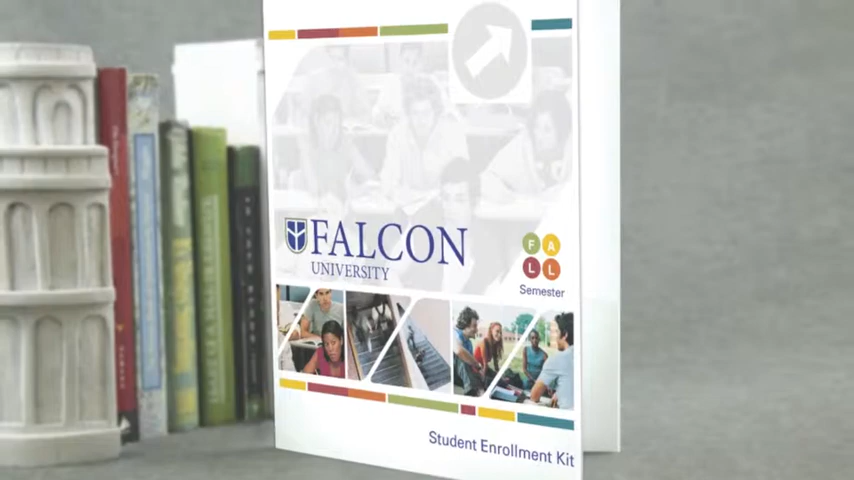 FALCON
UNIVERSITY
F A
L L
Semester
Student Enrollment Kit